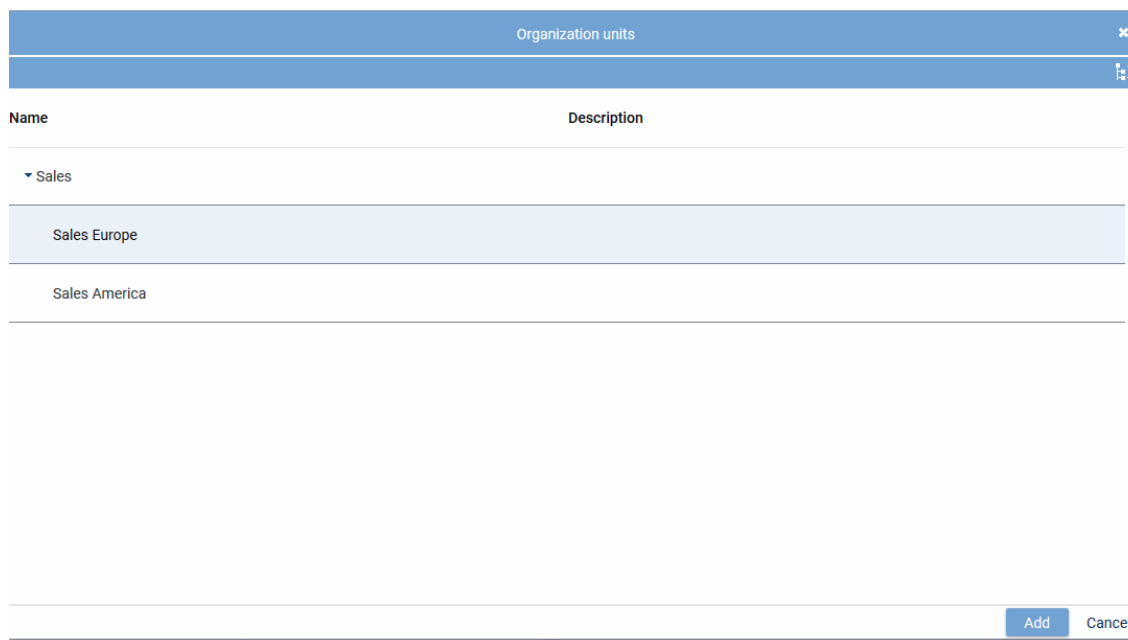 Organization units
Name Description
Sales
Sales Europe
Sales America
Add Cance